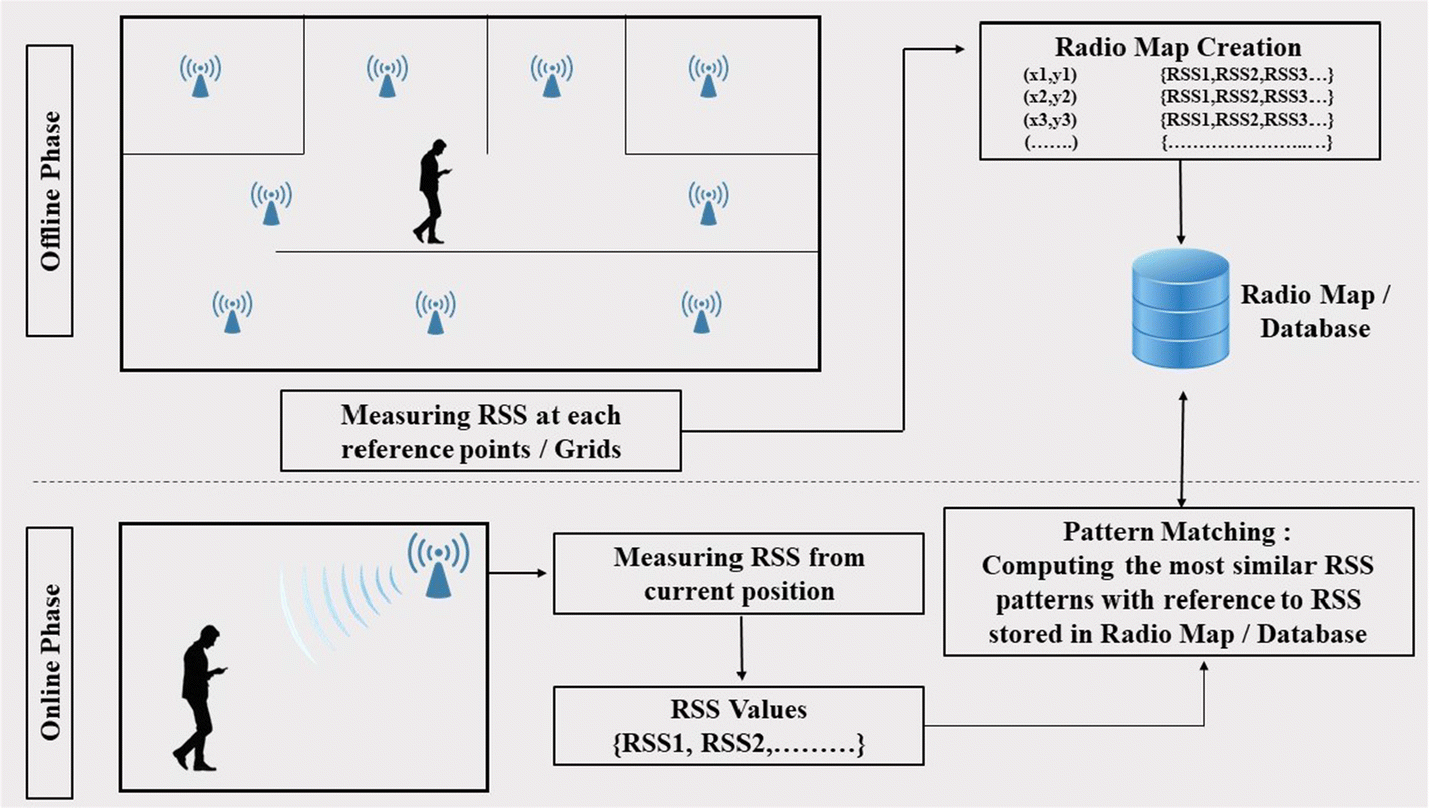 Offline Phase
Radio Map Creation
(x1,y1) {RSS1,RSS2,RSS3...}
(x2,y2) {RSS1,RSS2,RSS3...}
(x3,y3) {RSS1,RSS2,RSS3...}
(.......) {..........................}
Radio Map /
Database
Measuring RSS at each
reference points / Grids
Online Phase
Measuring RSS from
current position
RSS Values
{RSS1, RSS2,.........}
Pattern Matching :
Computing the most similar RSS
patterns with reference to RSS
stored in Radio Map / Database